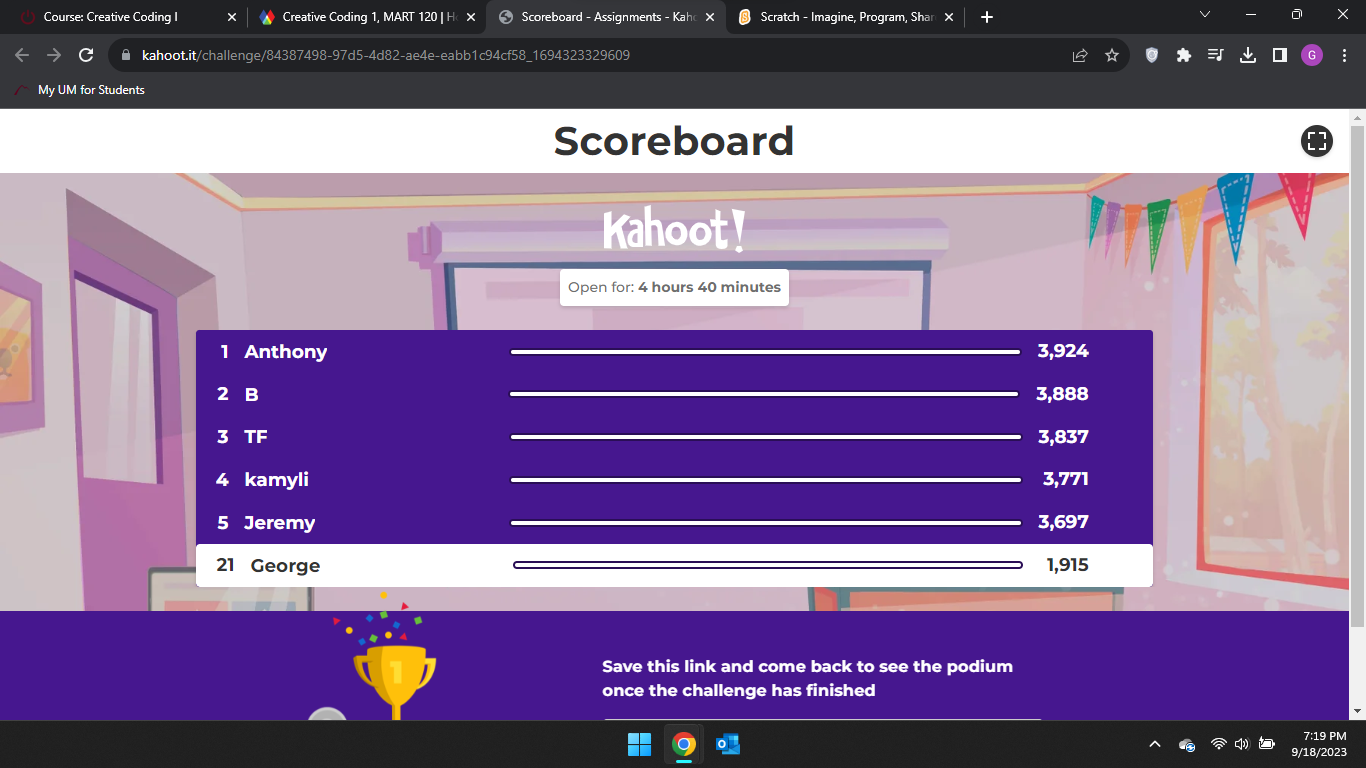 Course: Creative Coding I
Creative Coding 1, MART 120 | H
Scoreboard - Assignments - Kah
Scratch - Imagine, Program, Shar
kahoot.it/challenge/84387498-97d5-4d82-ae4e-eabb1c94cf58_1694323329609
G
My UM for Students
Scoreboard
Kahoot!
Open for: 4 hours 40 minutes
1 Anthony 3,924
2 B 3,888
3 TF 3,837
4 kamyli 3,771
5 Jeremy 3,697
21 George 1,915
1
Save this link and come back to see the podium
once the challenge has finished
7:19 PM
9/18/2023